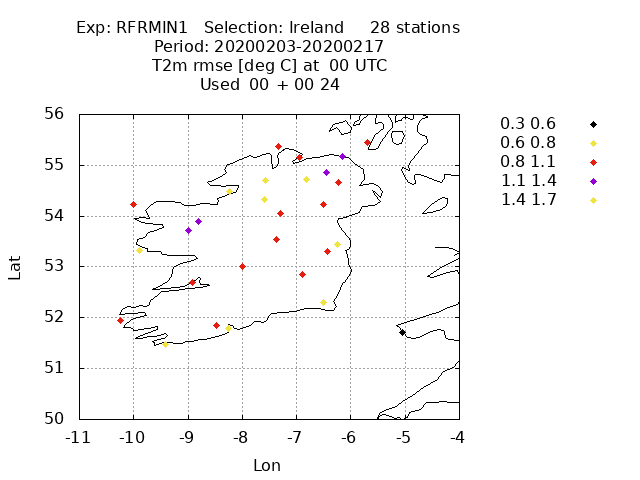 Exp: RFRMIN1 Selection: Ireland 28 stations
Period: 20200203-20200217
T2m rmse [deg C] at 00 UTC
Used 00 + 00 24
56
55
54
53
52
51
50
-11 -10 -9 -8 -7 -6 -5 -4
Lat
Lon
0.3 0.6
0.6 0.8
0.8 1.1
1.1 1.4
1.4 1.7